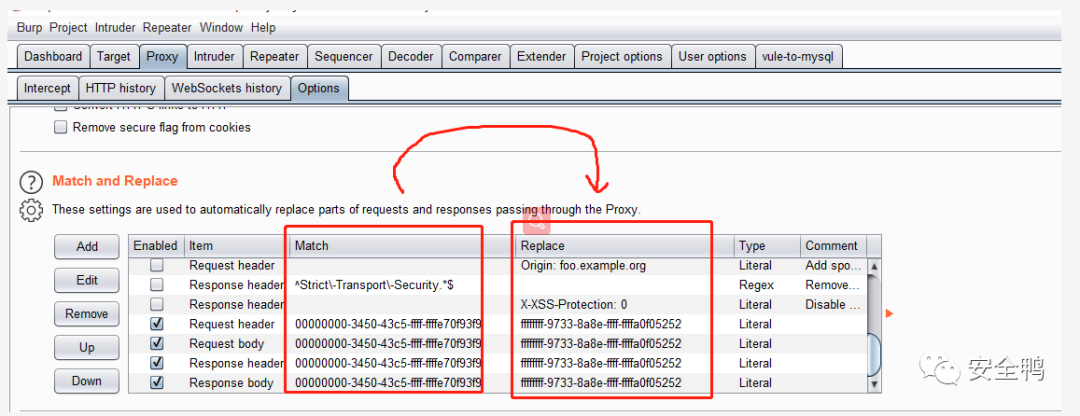 Burp Project Intruder Repeater Window Help
Dashboard Target Proxy Intruder Repeater Sequencer Decoder Comparer Extender Project options User options vule-to-mysql
Intercept HTTP history WebSockets history Options
Remove secure flag from cookies
Match and Replace
These settings are used to automatically replace parts of requests and responses passing through the Proxy.
Add Enabled Item Match Replace Type Comment
Request header Origin: foo.example.org Literal Add spo...
Edit Response header ^Strict\-Transport\-Security.*$ Regex Remove...
Remove Response header X-XSS-Protection: 0 Literal Disable ...
Request header 00000000-3450-43c5-ffff-ffffe70f93f9 ffffffff-9733-8a8e-ffff-ffffa0f05252 Literal
Up Request body 00000000-3450-43c5-ffff-ffffe70f93f9 ffffffff-9733-8a8e-ffff-ffffa0f05252 Literal
Response header 00000000-3450-43c5-ffff-ffffe70f93f9 ffffffff-9733-8a8e-ffff-ffffa0f05252 Literal
Down Response body 00000000-3450-43c5-ffff-ffffe70f93f9 ffffffff-9733-8a8e-ffff-ffffa0f05252 Literal
安全鸭